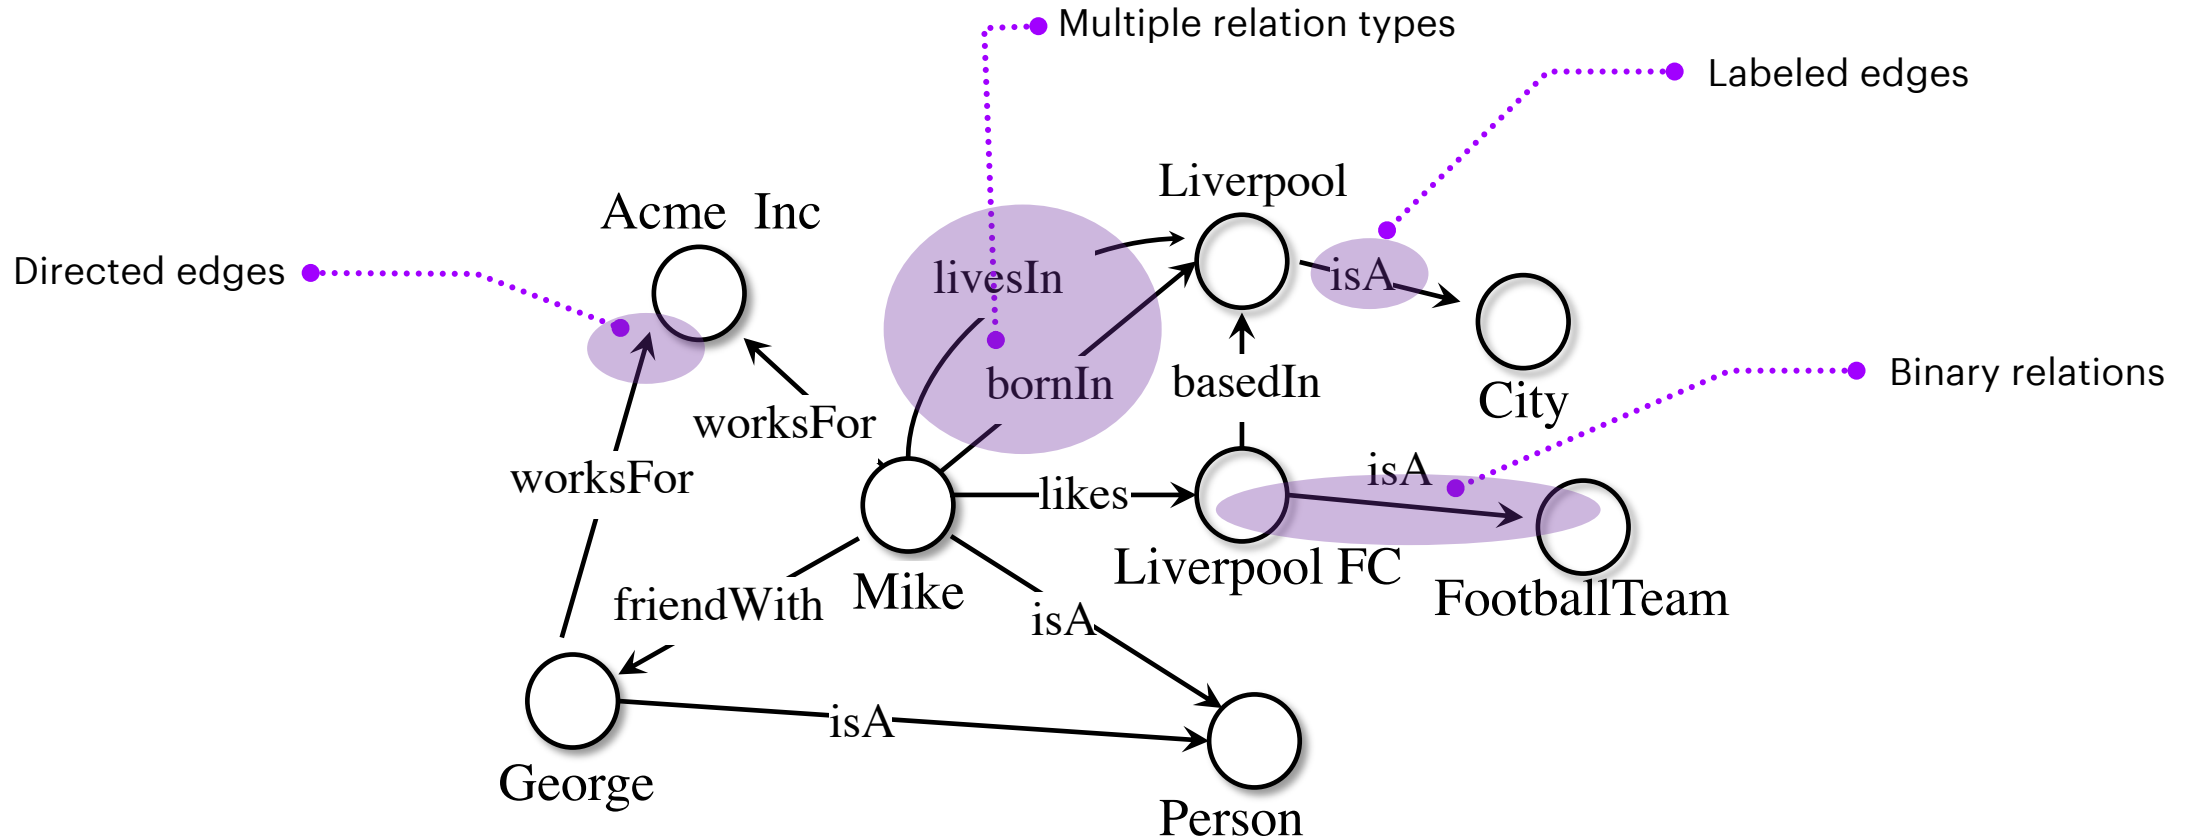 Multiple relation types
Labeled edges
Liverpool
Acme Inc
Directed edges
livesIn
isA
bornIn
basedIn
Binary relations
City
worksFor
isA
worksFor
likes
Liverpool FC
Mike
FootballTeam
friendWith
isA
isA
George
Person